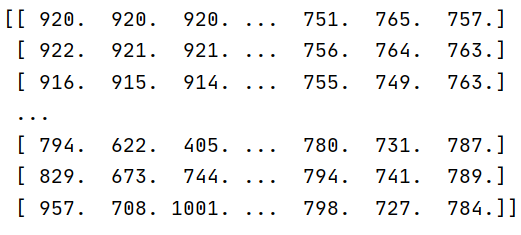 [[ 920.  920.  920. ...  751.  765.  757.]
 [ 922.  921.  921. ...  756.  764.  763.]
 [ 916.  915.  914. ...  755.  749.  763.]
 ...
 [ 794.  622.  405. ...  780.  731.  787.]
 [ 829.  673.  744. ...  794.  741.  789.]
 [ 957.  708. 1001. ...  798.  727.  784.]]